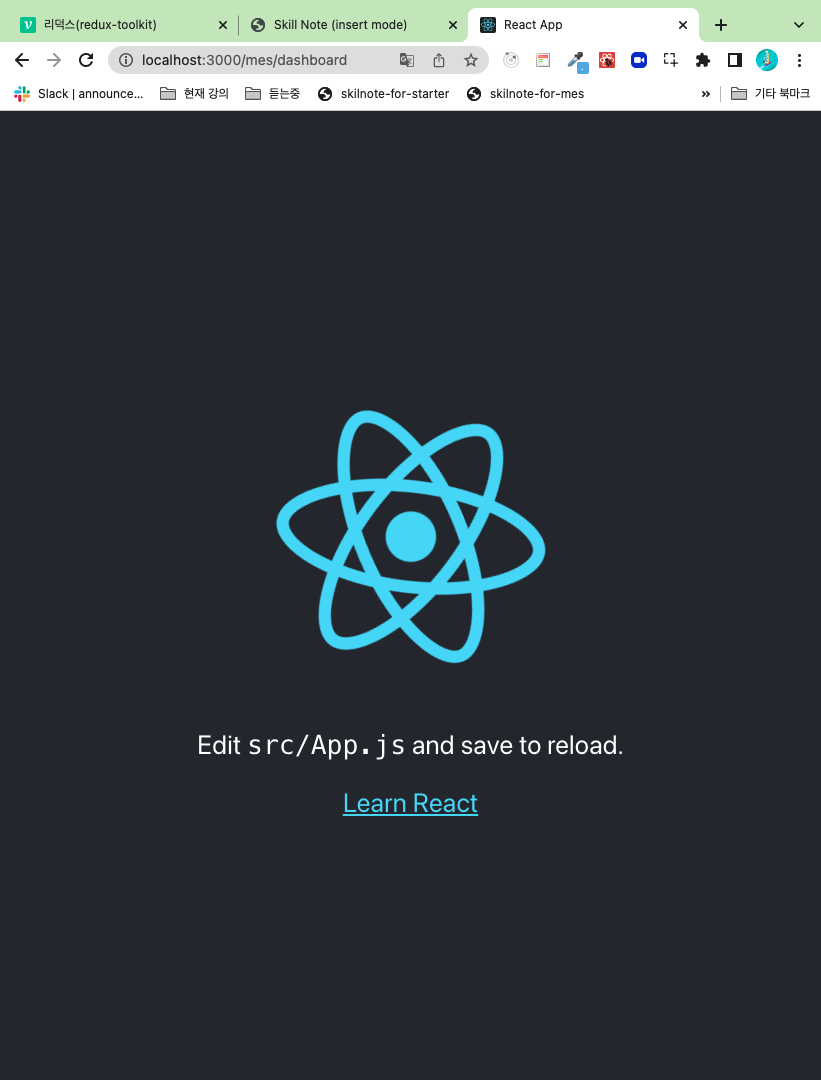 리덕스(redux-toolkit)
Skill Note (insert mode)
React App
localhost:3000/mes/dashboard
Slack | announce...
현재 강의
듣는중
skilnote-for-starter
skilnote-for-mes
»
기타 북마크
Edit src/App.js and save to reload.
Learn React